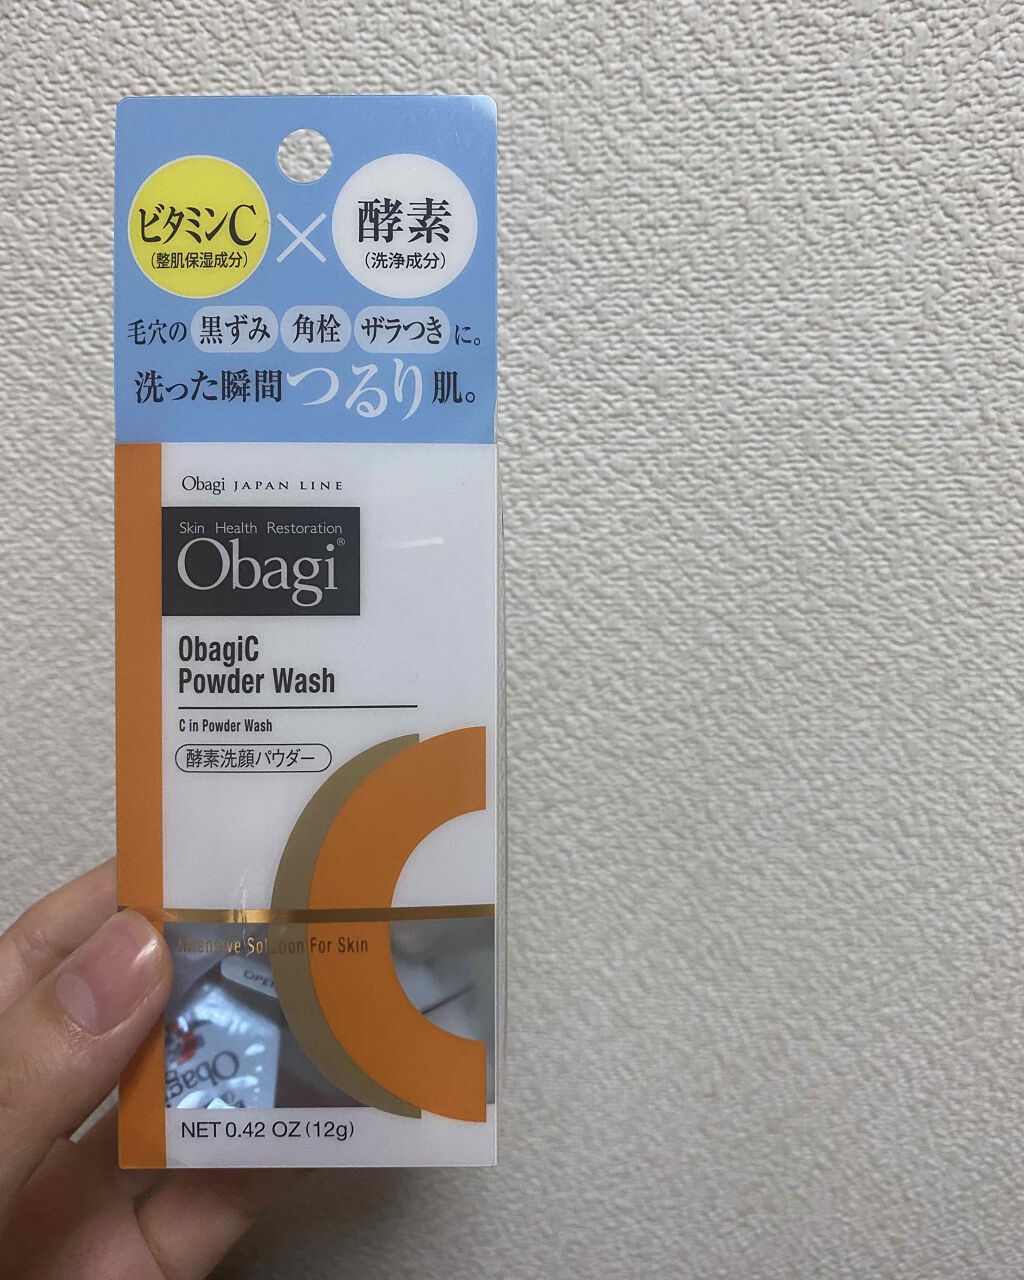 ビタミンC × 酵素
(整肌保湿成分) (洗浄成分)
毛穴の 黒ずみ 角栓 ザラつき に。
洗った瞬間つるり肌。
Obagi JAPAN LINE
Skin Health Restoration
Obagi®
ObagiC
Powder Wash
C in Powder Wash
酵素洗顔パウダー
Intensive Solution For Skin
OPEN
Obagi
NET 0.42 OZ (12g)